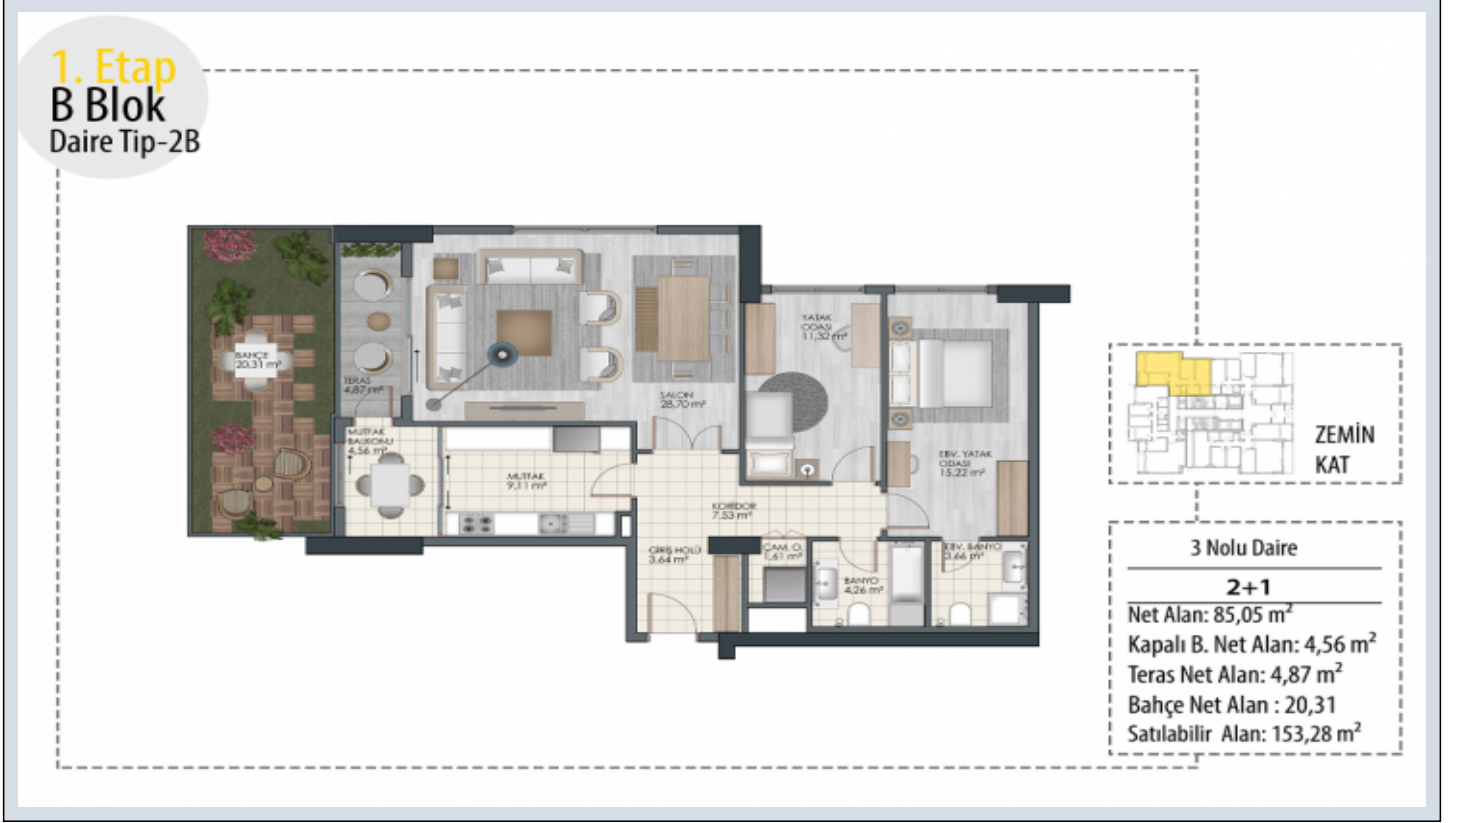 1. Etap
B Blok
Daire Tip-2B
BAHÇE
20,31 m²
TERAS
4,87 m²
MUTFAK
BALKONU
4,56 m²
MUTFAK
9,11 m²
SALON
28,70 m²
YATAK
ODASI
11,32 m²
EBV. YATAK
ODASI
15,22 m²
KORİDOR
7,53 m²
GİRİŞ HOLÜ
3,64 m²
ÇAM. O.
1,61 m²
BANYO
4,26 m²
EBV. BANYO
3,66 m²
ZEMİN
KAT
3 Nolu Daire
2+1
Net Alan: 85,05 m²
Kapalı B. Net Alan: 4,56 m²
Teras Net Alan: 4,87 m²
Bahçe Net Alan : 20,31
Satılabilir Alan: 153,28 m²